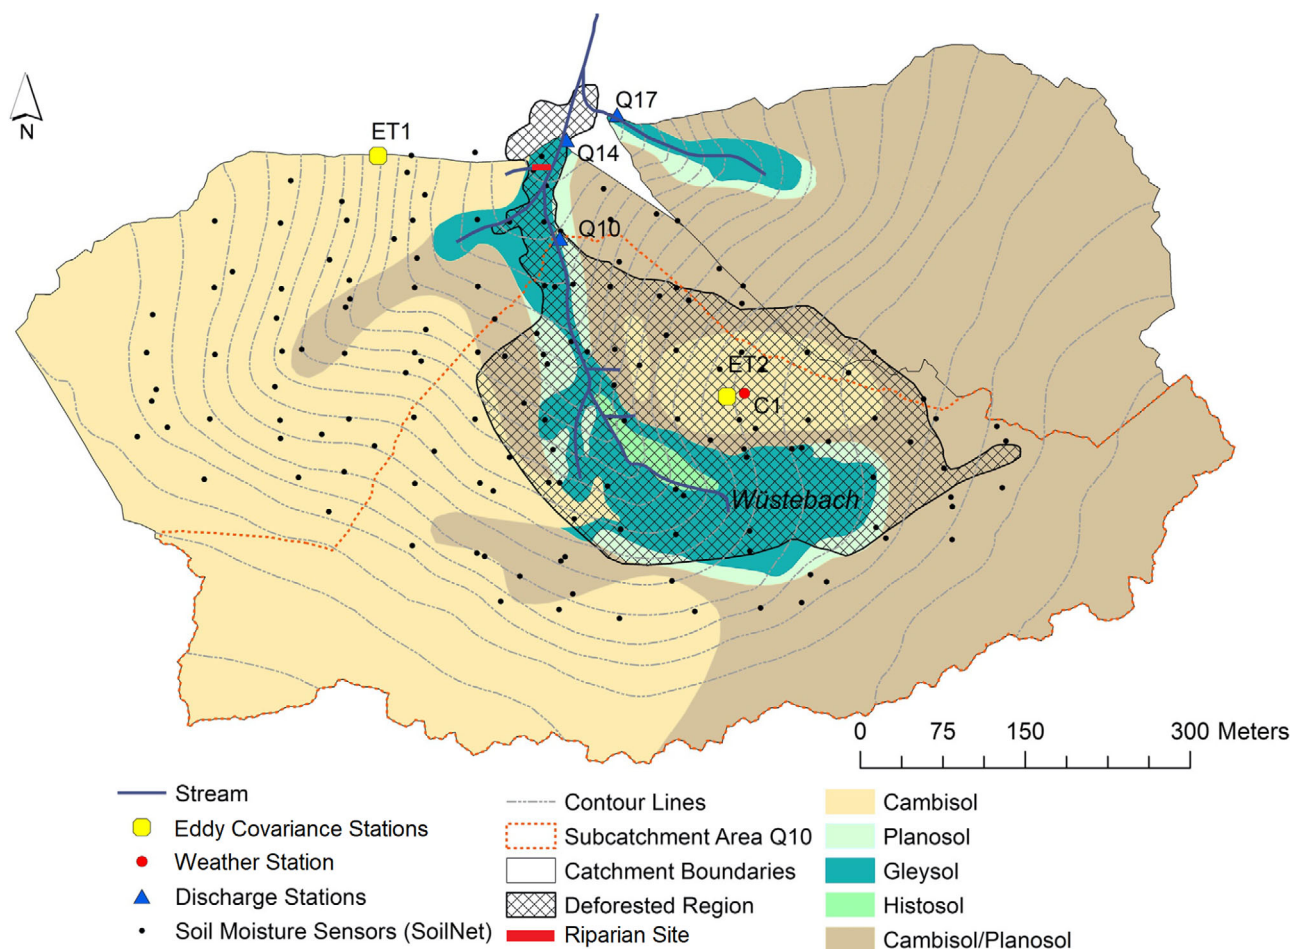 Q17
ET1
N
Q14
Q10
ET2
C1
Wüstebach
0 75 150 300 Meters
Stream
Eddy Covariance Stations
Weather Station
Discharge Stations
Soil Moisture Sensors (SoilNet)
Contour Lines
Subcatchment Area Q10
Catchment Boundaries
Deforested Region
Riparian Site
Cambisol
Planosol
Gleysol
Histosol
Cambisol/Planosol